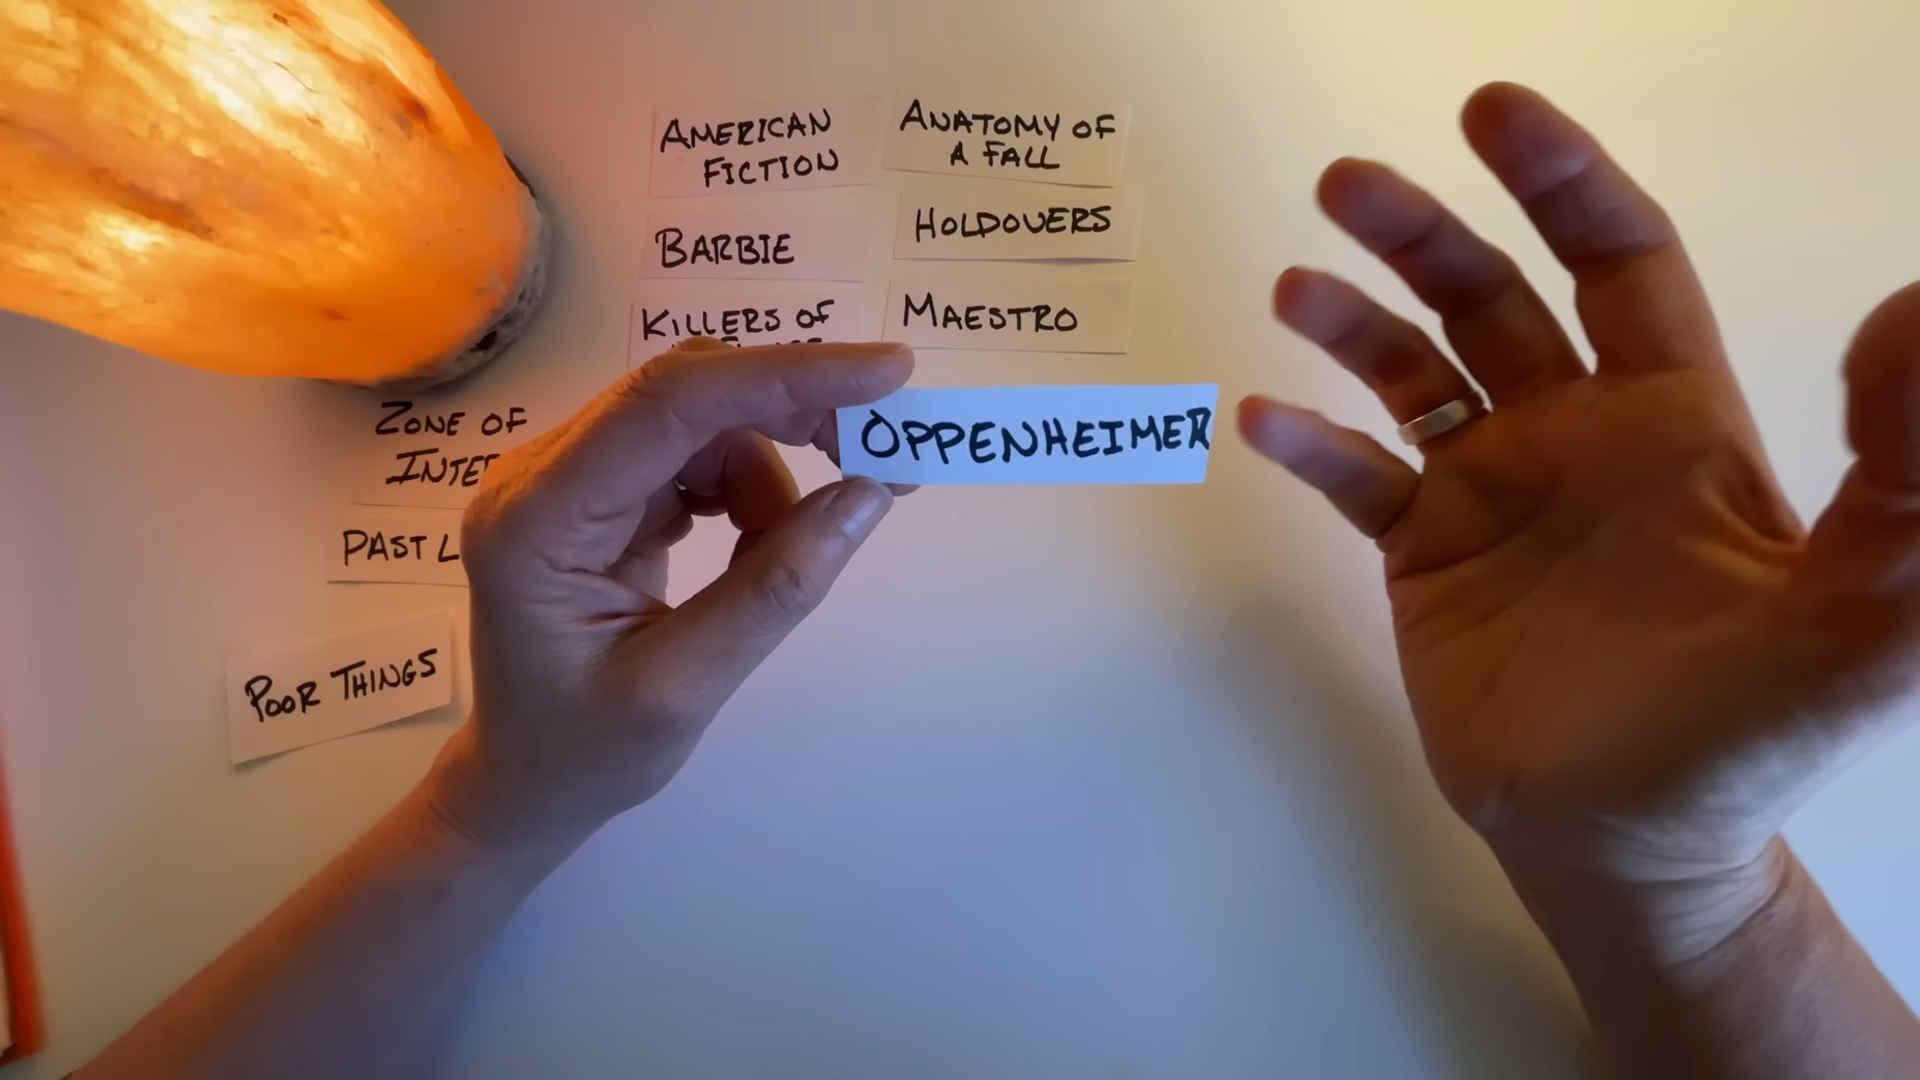 AMERICAN
FICTION
ANATOMY OF
A FALL
BARBIE
HOLDOVERS
KILLERS OF
MAESTRO
OPPENHEIMER
ZONE OF
PAST
POOR THINGS